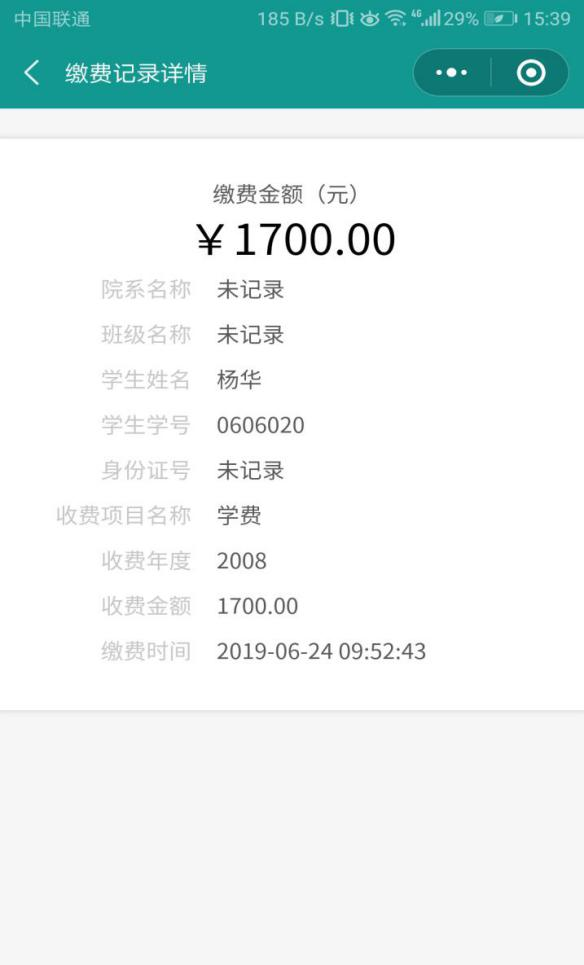 中国联通 185 B/s 4G 29% 15:39
缴费记录详情
缴费金额（元）
￥1700.00
院系名称 未记录
班级名称 未记录
学生姓名 杨华
学生学号 0606020
身份证号 未记录
收费项目名称 学费
收费年度 2008
收费金额 1700.00
缴费时间 2019-06-24 09:52:43